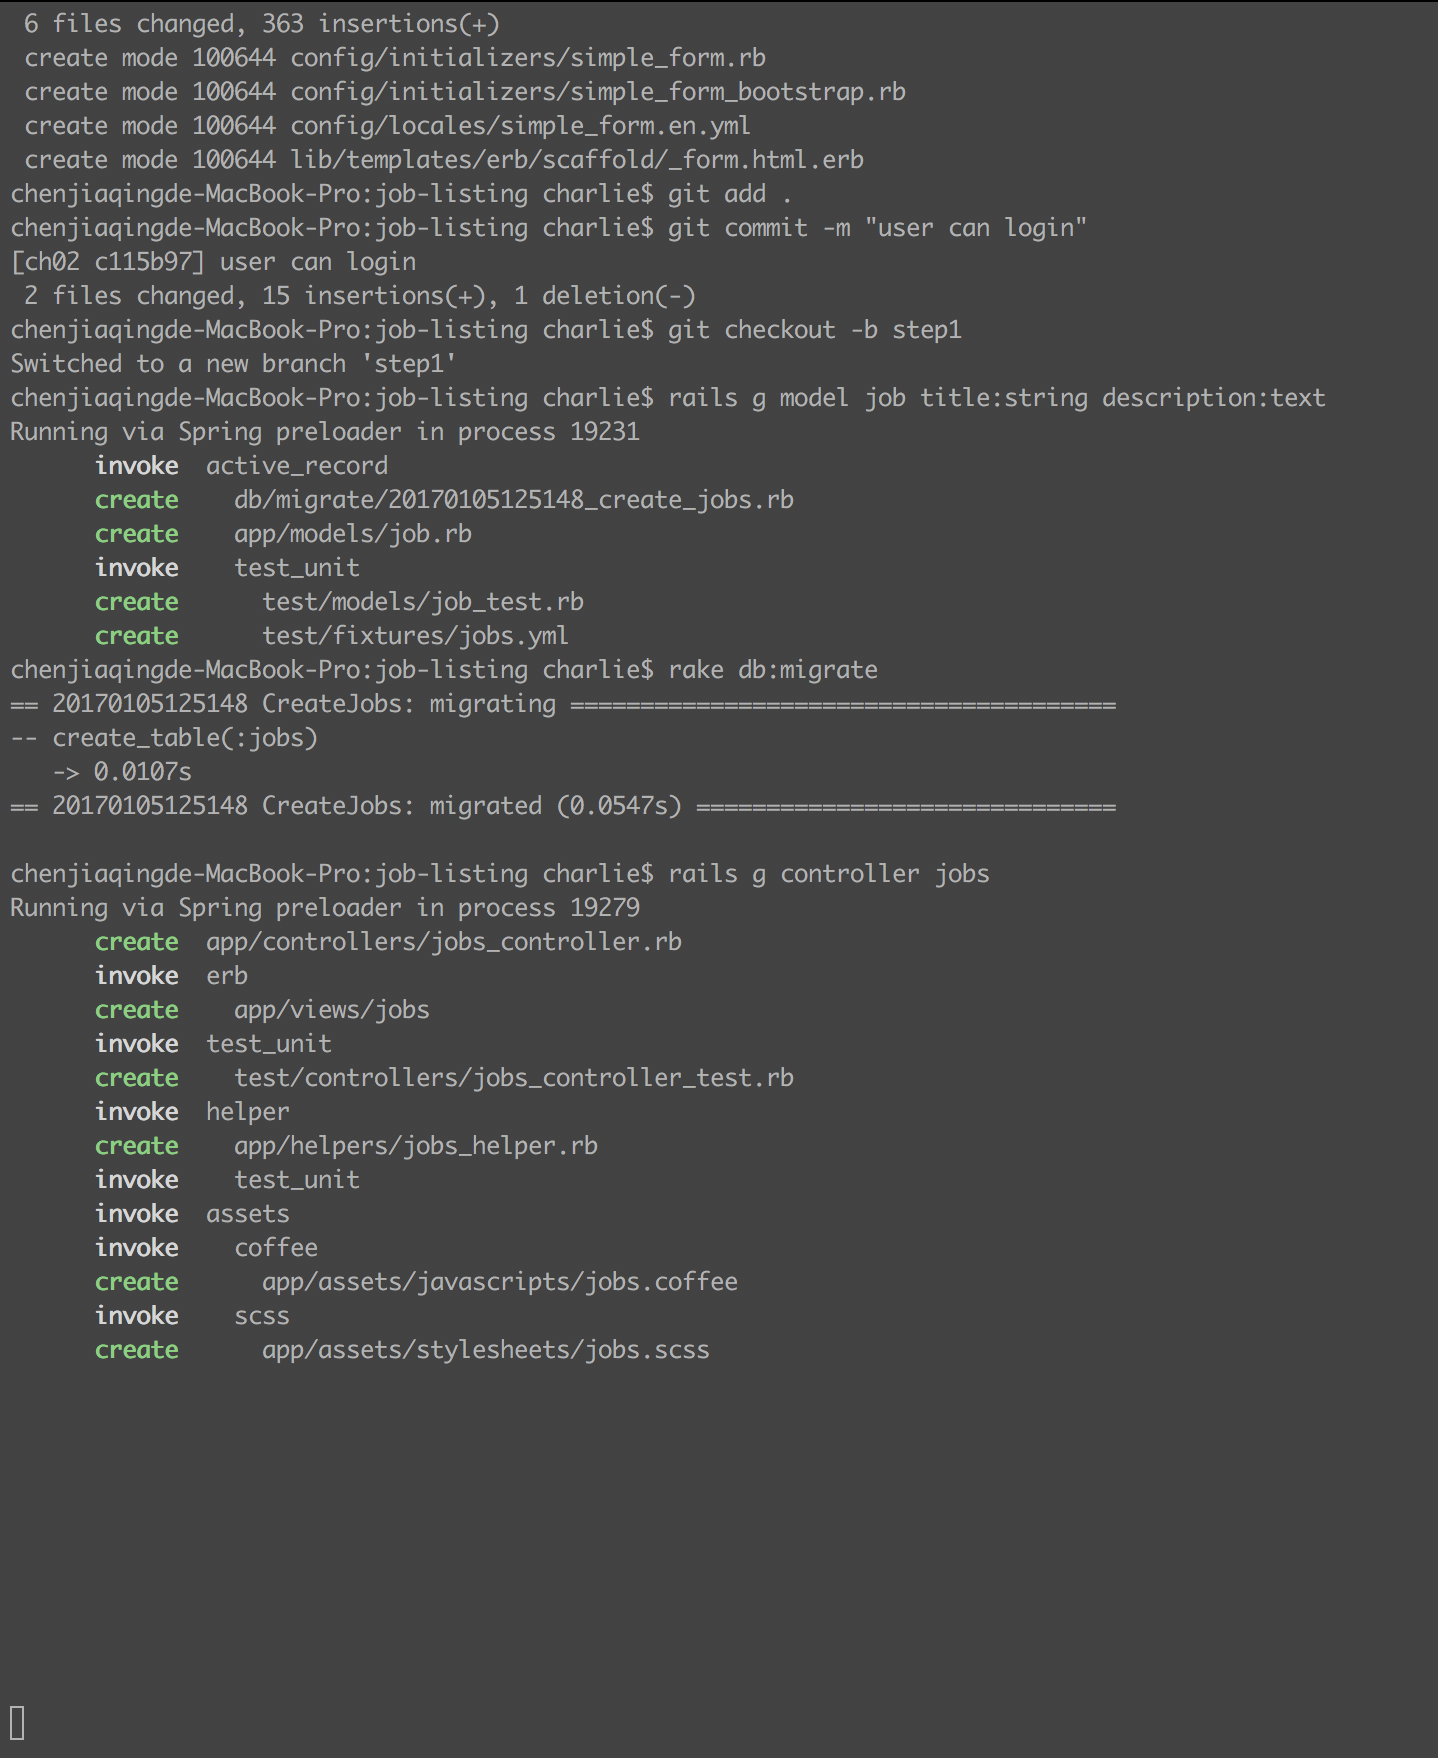 6 files changed, 363 insertions(+)
create mode 100644 config/initializers/simple_form.rb
create mode 100644 config/initializers/simple_form_bootstrap.rb
create mode 100644 config/locales/simple_form.en.yml
create mode 100644 lib/templates/erb/scaffold/_form.html.erb
chenjiaqingde-MacBook-Pro:job-listing charlie$ git add .
chenjiaqingde-MacBook-Pro:job-listing charlie$ git commit -m "user can login"
[ch02 c115b97] user can login
2 files changed, 15 insertions(+), 1 deletion(-)
chenjiaqingde-MacBook-Pro:job-listing charlie$ git checkout -b step1
Switched to a new branch 'step1'
chenjiaqingde-MacBook-Pro:job-listing charlie$ rails g model job title:string description:text
Running via Spring preloader in process 19231
invoke  active_record
create    db/migrate/20170105125148_create_jobs.rb
create    app/models/job.rb
invoke    test_unit
create      test/models/job_test.rb
create      test/fixtures/jobs.yml
chenjiaqingde-MacBook-Pro:job-listing charlie$ rake db:migrate
== 20170105125148 CreateJobs: migrating =======================================
-- create_table(:jobs)
-> 0.0107s
== 20170105125148 CreateJobs: migrated (0.0547s) ==============================
chenjiaqingde-MacBook-Pro:job-listing charlie$ rails g controller jobs
Running via Spring preloader in process 19279
create  app/controllers/jobs_controller.rb
invoke  erb
create    app/views/jobs
invoke  test_unit
create    test/controllers/jobs_controller_test.rb
invoke  helper
create    app/helpers/jobs_helper.rb
invoke    test_unit
invoke  assets
invoke    coffee
create      app/assets/javascripts/jobs.coffee
invoke    scss
create      app/assets/stylesheets/jobs.scss